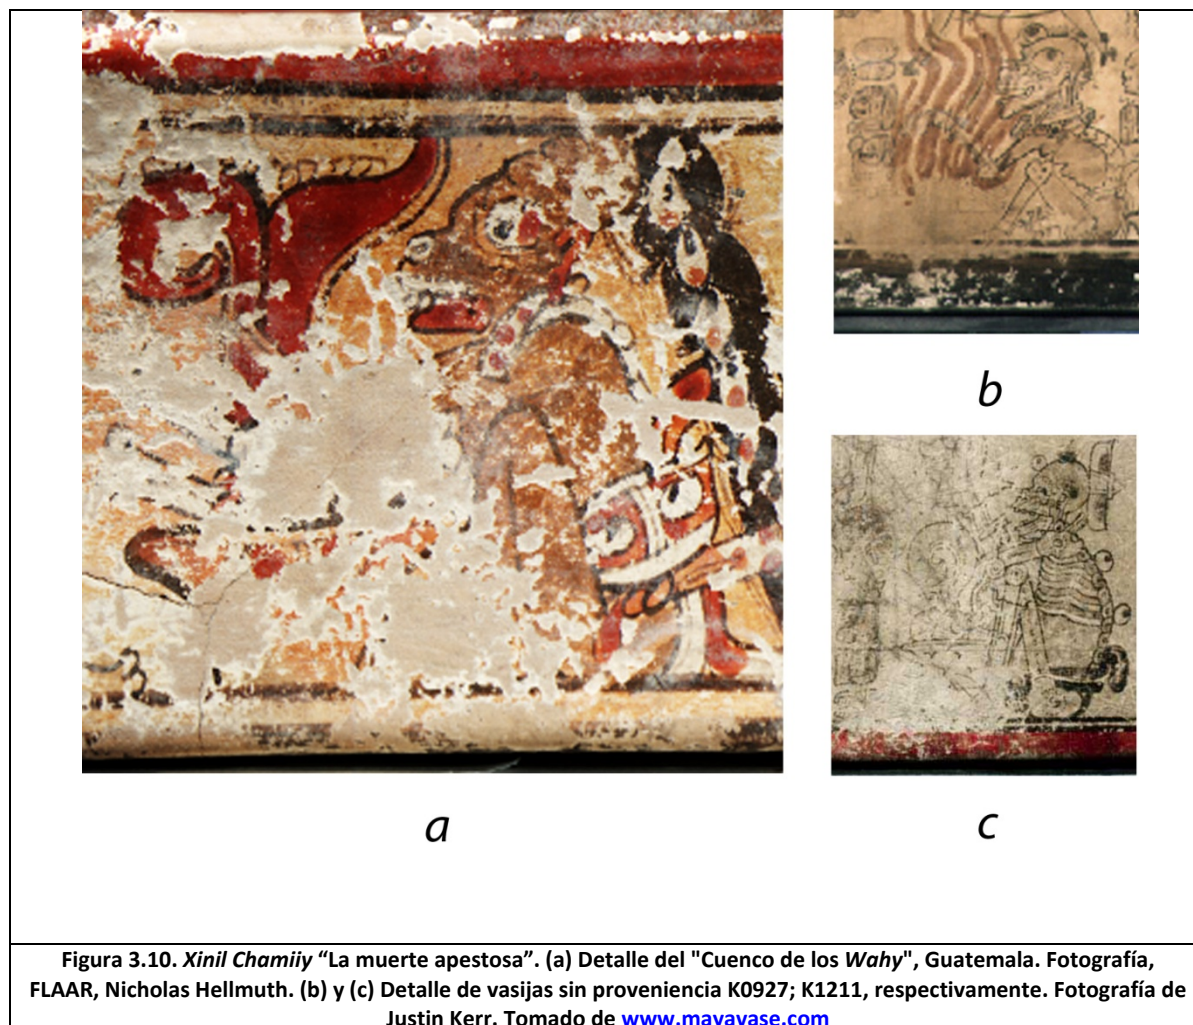 b
a
c
Figura 3.10. Xinil Chamiiy “La muerte apestosa”. (a) Detalle del "Cuenco de los Wahy", Guatemala. Fotografía,
FLAAR, Nicholas Hellmuth. (b) y (c) Detalle de vasijas sin proveniencia K0927; K1211, respectivamente. Fotografía de
Justin Kerr. Tomado de www.mayavase.com